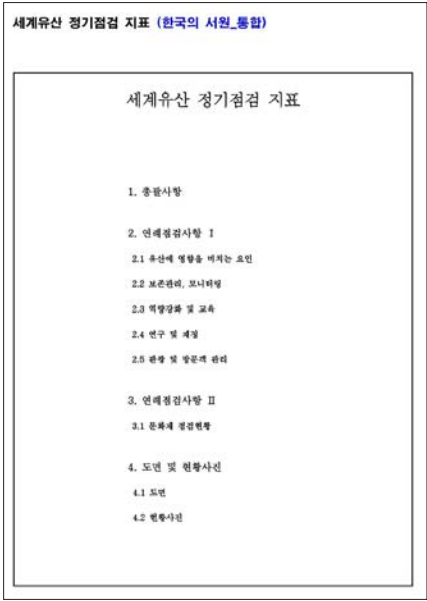 세계유산 정기점검 지표 (한국의 서원_통합)
세계유산 정기점검 지표
1. 총괄사항
2. 연례점검사항 Ⅰ
2.1 유산에 영향을 미치는 요인
2.2 보존관리, 모니터링
2.3 역량강화 및 교육
2.4 연구 및 재정
2.5 관광 및 방문객 관리
3. 연례점검사항 Ⅱ
3.1 문화재 점검현황
4. 도면 및 현황사진
4.1 도면
4.2 현황사진